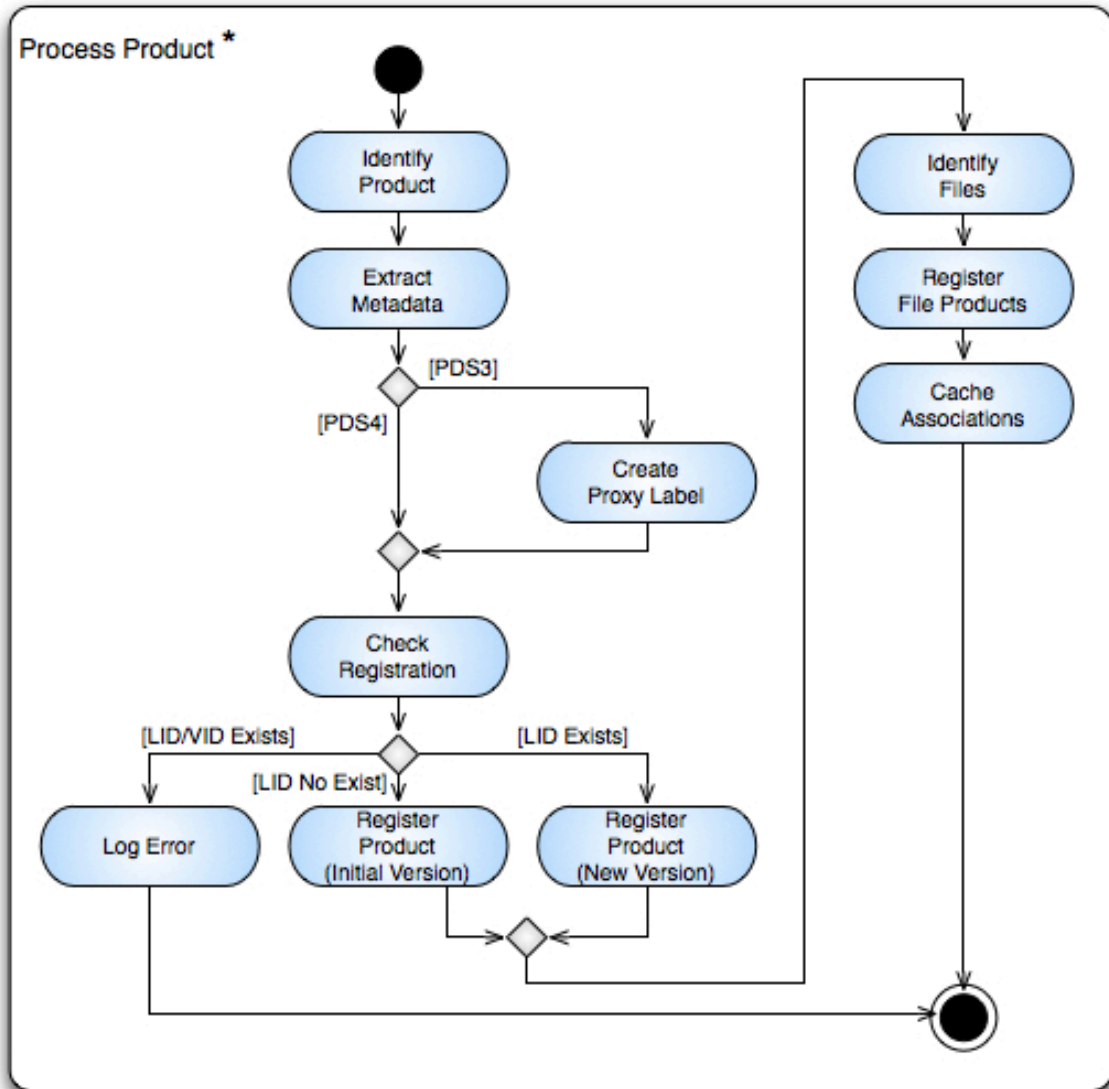 Process Product *
Identify
Product
Extract
Metadata
[PDS3]
[PDS4]
Create
Proxy Label
Check
Registration
[LID/VID Exists]
[LID Exists]
[LID No Exist]
Log Error
Register
Product
(Initial Version)
Register
Product
(New Version)
Identify
Files
Register
File Products
Cache
Associations